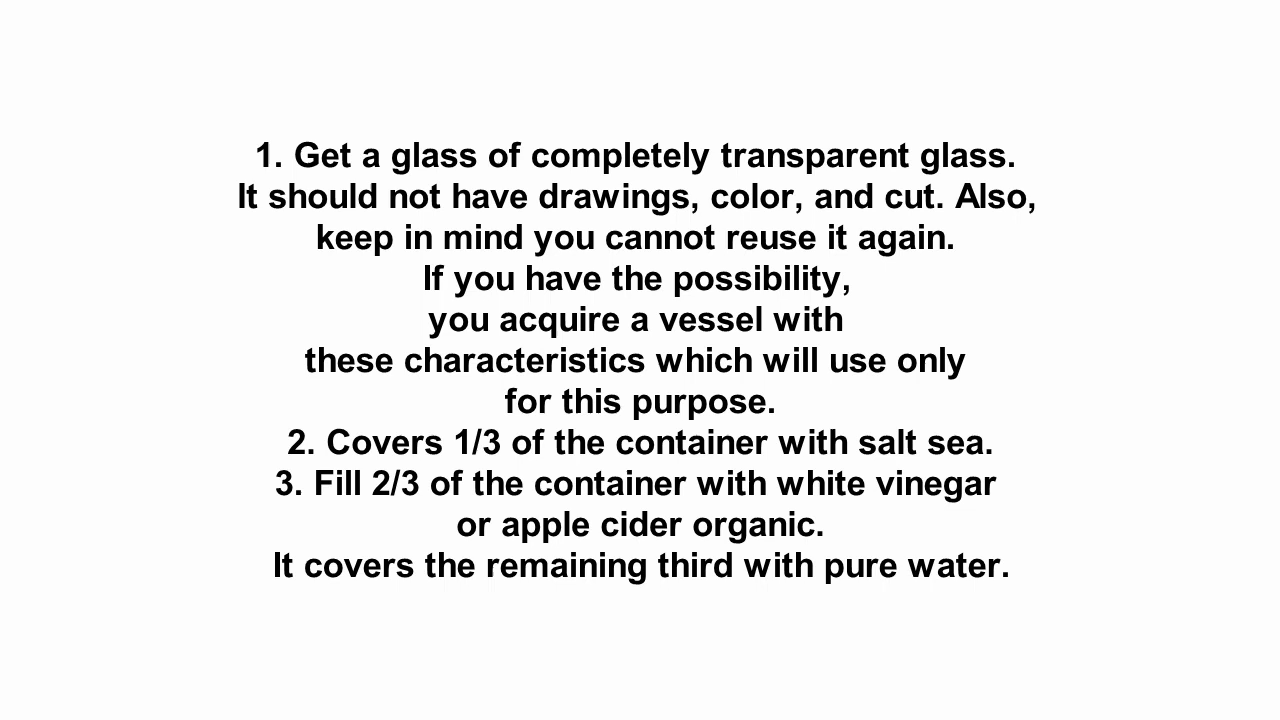 1. Get a glass of completely transparent glass.
It should not have drawings, color, and cut. Also,
keep in mind you cannot reuse it again.
If you have the possibility,
you acquire a vessel with
these characteristics which will use only
for this purpose.
2. Covers 1/3 of the container with salt sea.
3. Fill 2/3 of the container with white vinegar
or apple cider organic.
It covers the remaining third with pure water.